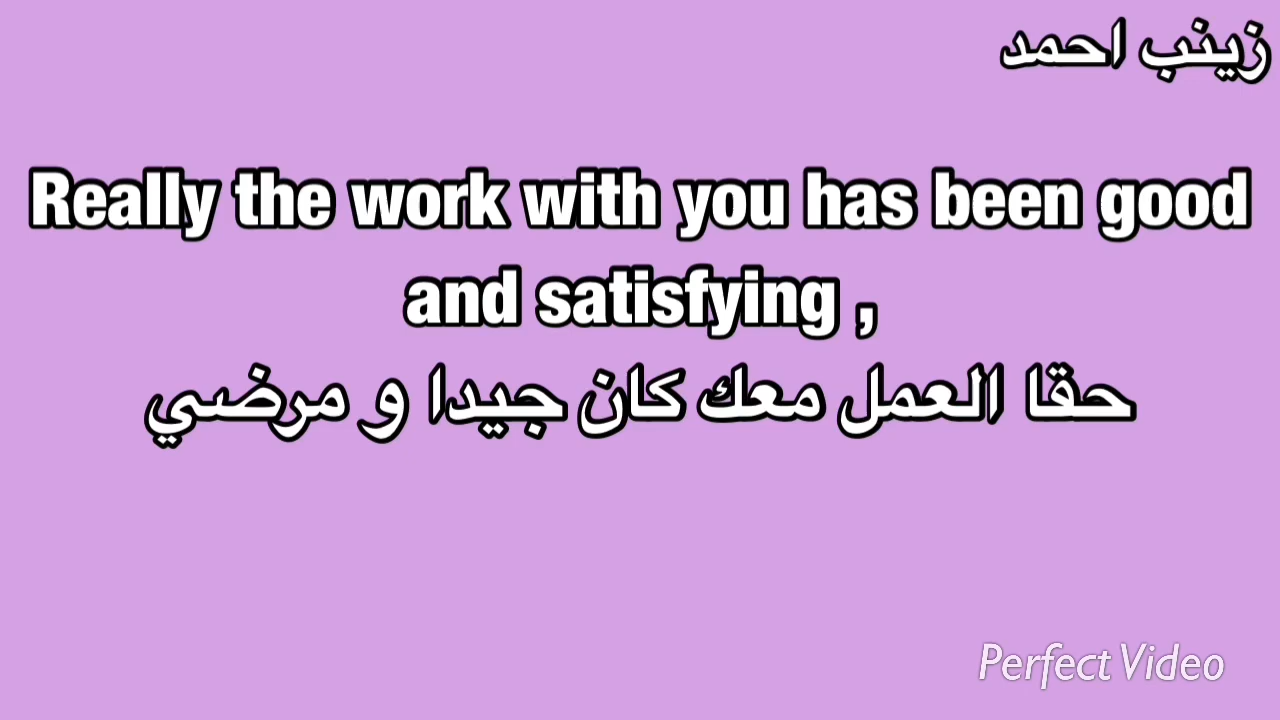 زينب احمد
Really the work with you has been good
and satisfying ,
حقا العمل معك كان جيدا و مرضي
Perfect Video